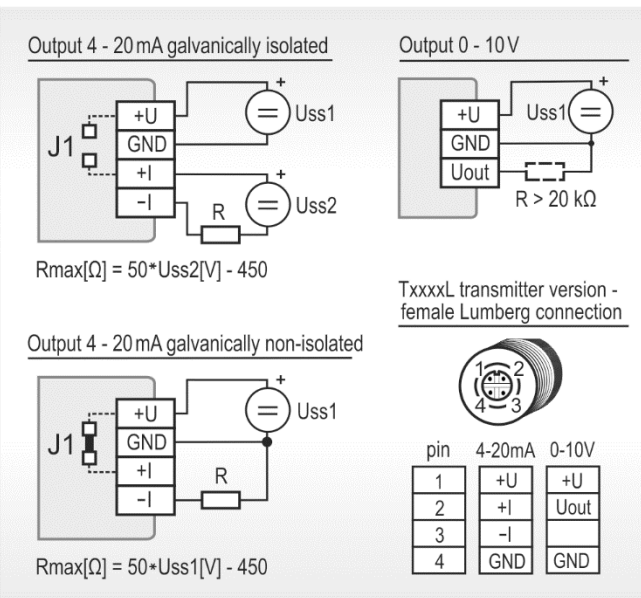 Output 4 - 20 mA galvanically isolated
+
+U
Uss1
J1
GND
+I
+
-I
R
Uss2
Rmax[Ω] = 50*Uss2[V] - 450
Output 0 - 10 V
+
+U
Uss1
GND
Uout
R > 20 kΩ
Output 4 - 20 mA galvanically non-isolated
+
+U
Uss1
J1
GND
+I
R
-I
Rmax[Ω] = 50*Uss1[V] - 450
TxxxxL transmitter version -
female Lumberg connection
1 2
4 3
pin 4-20mA 0-10V
1 +U +U
2 +I Uout
3 -I
4 GND GND